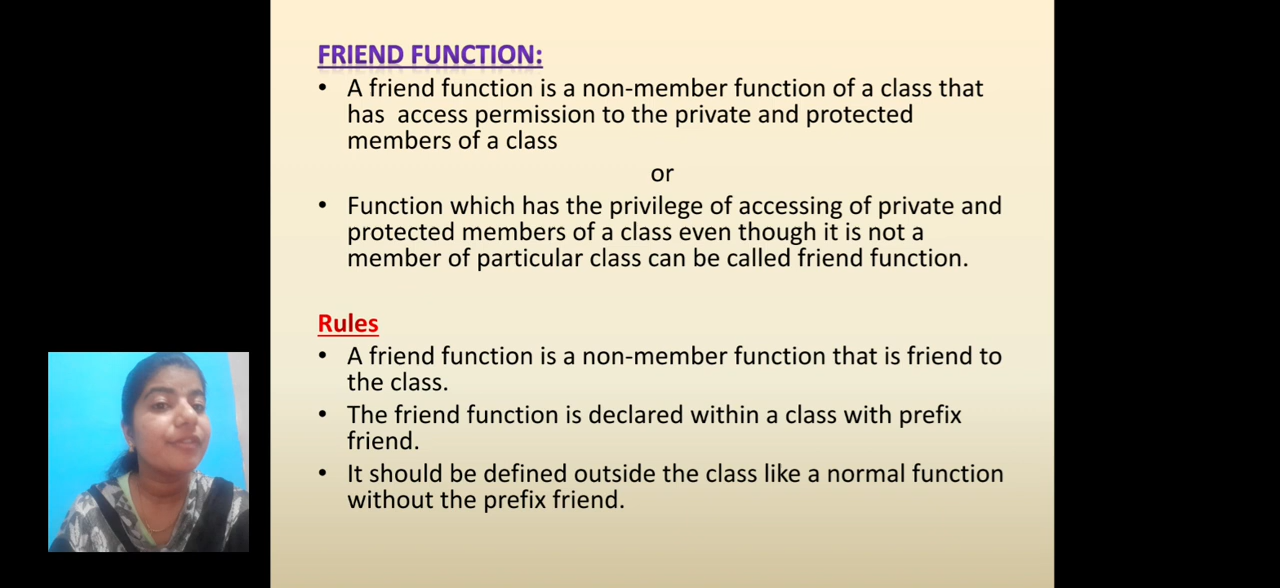 FRIEND FUNCTION:
• A friend function is a non-member function of a class that
has access permission to the private and protected
members of a class
or
• Function which has the privilege of accessing of private and
protected members of a class even though it is not a
member of particular class can be called friend function.
Rules
• A friend function is a non-member function that is friend to
the class.
• The friend function is declared within a class with prefix
friend.
• It should be defined outside the class like a normal function
without the prefix friend.